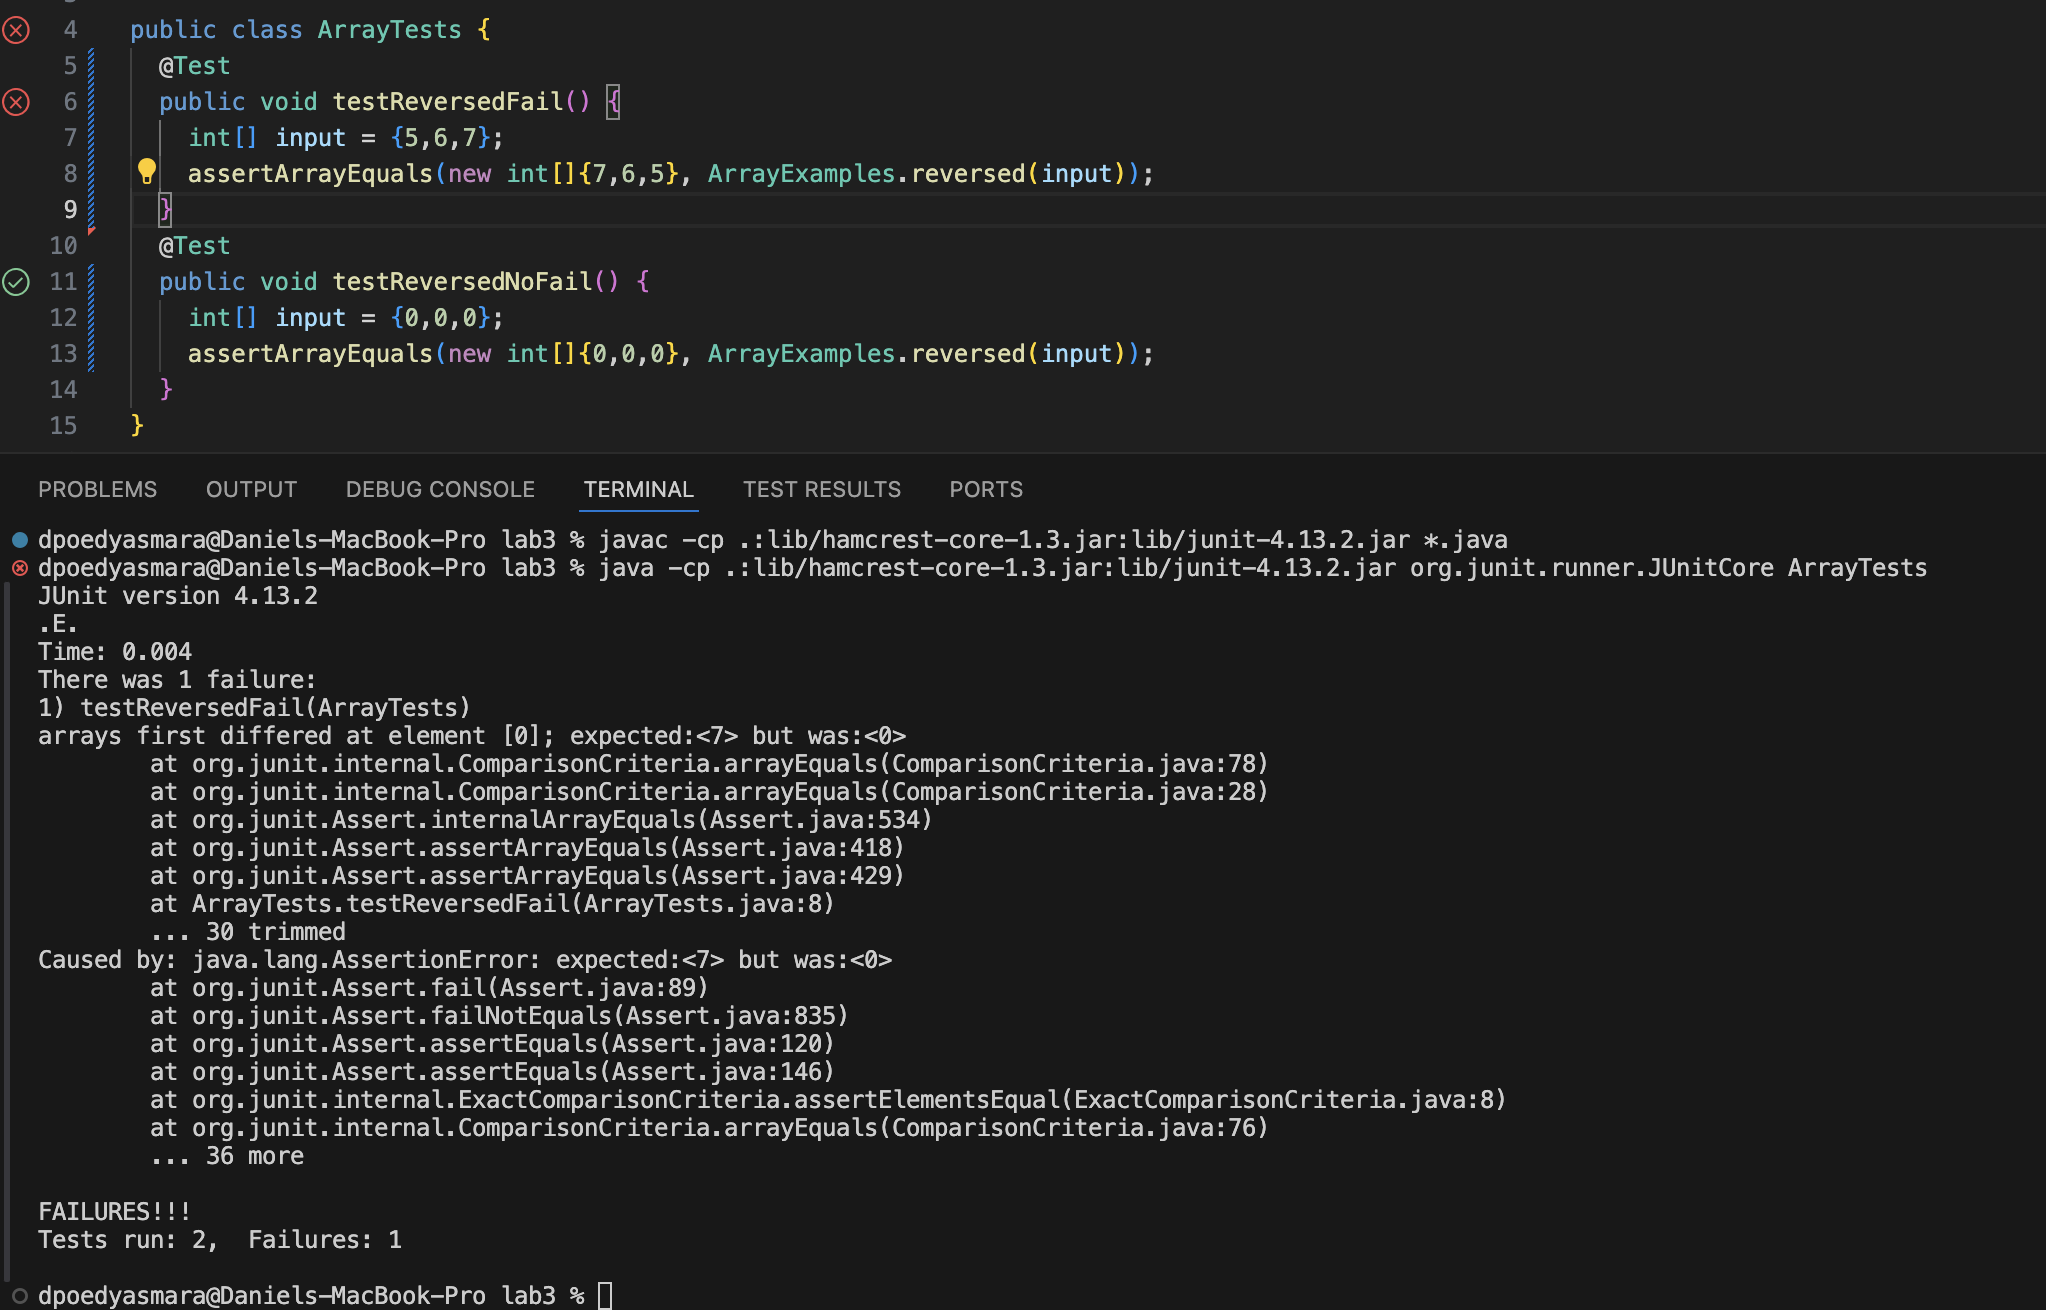 4 public class ArrayTests {
5 @Test
6 public void testReversedFail() {
7 int[] input = {5,6,7};
8 assertArrayEquals(new int[]{7,6,5}, ArrayExamples.reversed(input));
9 }
10 @Test
11 public void testReversedNoFail() {
12 int[] input = {0,0,0};
13 assertArrayEquals(new int[]{0,0,0}, ArrayExamples.reversed(input));
14 }
15 }
PROBLEMS OUTPUT DEBUG CONSOLE TERMINAL TEST RESULTS PORTS
dpoedyasmara@Daniels-MacBook-Pro lab3 % javac -cp .:lib/hamcrest-core-1.3.jar:lib/junit-4.13.2.jar *.java
dpoedyasmara@Daniels-MacBook-Pro lab3 % java -cp .:lib/hamcrest-core-1.3.jar:lib/junit-4.13.2.jar org.junit.runner.JUnitCore ArrayTests
JUnit version 4.13.2
.E.
Time: 0.004
There was 1 failure:
1) testReversedFail(ArrayTests)
arrays first differed at element [0]; expected:<7> but was:<0>
at org.junit.internal.ComparisonCriteria.arrayEquals(ComparisonCriteria.java:78)
at org.junit.internal.ComparisonCriteria.arrayEquals(ComparisonCriteria.java:28)
at org.junit.Assert.internalArrayEquals(Assert.java:534)
at org.junit.Assert.assertArrayEquals(Assert.java:418)
at org.junit.Assert.assertArrayEquals(Assert.java:429)
at ArrayTests.testReversedFail(ArrayTests.java:8)
... 30 trimmed
Caused by: java.lang.AssertionError: expected:<7> but was:<0>
at org.junit.Assert.fail(Assert.java:89)
at org.junit.Assert.failNotEquals(Assert.java:835)
at org.junit.Assert.assertEquals(Assert.java:120)
at org.junit.Assert.assertEquals(Assert.java:146)
at org.junit.internal.ExactComparisonCriteria.assertElementsEqual(ExactComparisonCriteria.java:8)
at org.junit.internal.ComparisonCriteria.arrayEquals(ComparisonCriteria.java:76)
... 36 more
FAILURES!!!
Tests run: 2,  Failures: 1
dpoedyasmara@Daniels-MacBook-Pro lab3 %